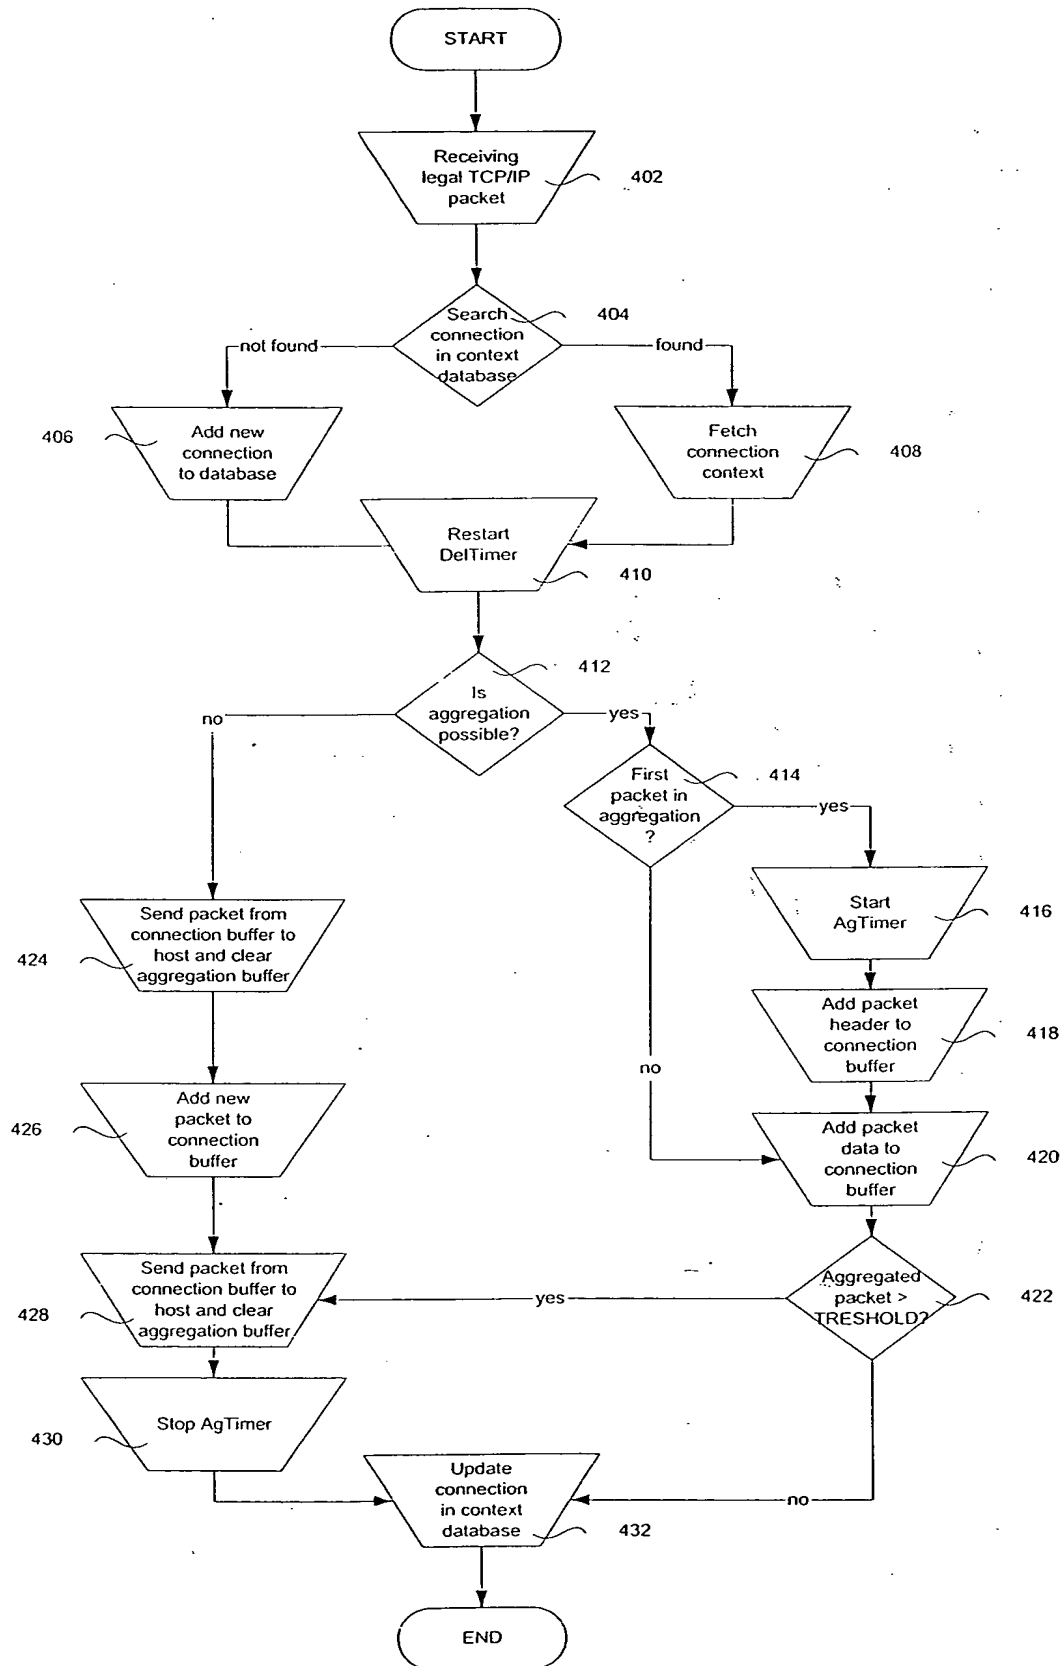 START
Receiving
legal TCP/IP
packet
402
Search
connection
in context
database
404
not found
found
Add new
connection
to database
406
Fetch
connection
context
408
Restart
DelTimer
410
Is
aggregation
possible?
412
no
yes
First
packet in
aggregation
?
414
yes
Start
AgTimer
416
Send packet from
connection buffer to
host and clear
aggregation buffer
424
Add packet
header to
connection
buffer
418
no
Add new
packet to
connection
buffer
426
Add packet
data to
connection
buffer
420
Send packet from
connection buffer to
host and clear
aggregation buffer
428
yes
Aggregated
packet >
TRESHOLD?
422
Stop AgTimer
430
Update
connection
in context
database
432
no
END